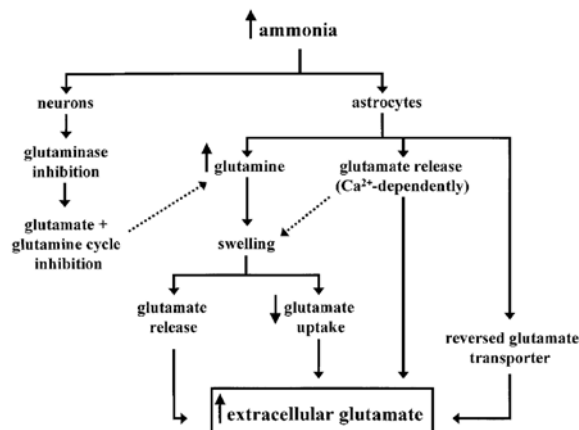 ammonia
neurons
astrocytes
glutaminase
inhibition
glutamate +
glutamine cycle
inhibition
glutamine
glutamate release
(Ca²⁺-dependently)
swelling
glutamate
release
glutamate
uptake
reversed glutamate
transporter
extracellular glutamate